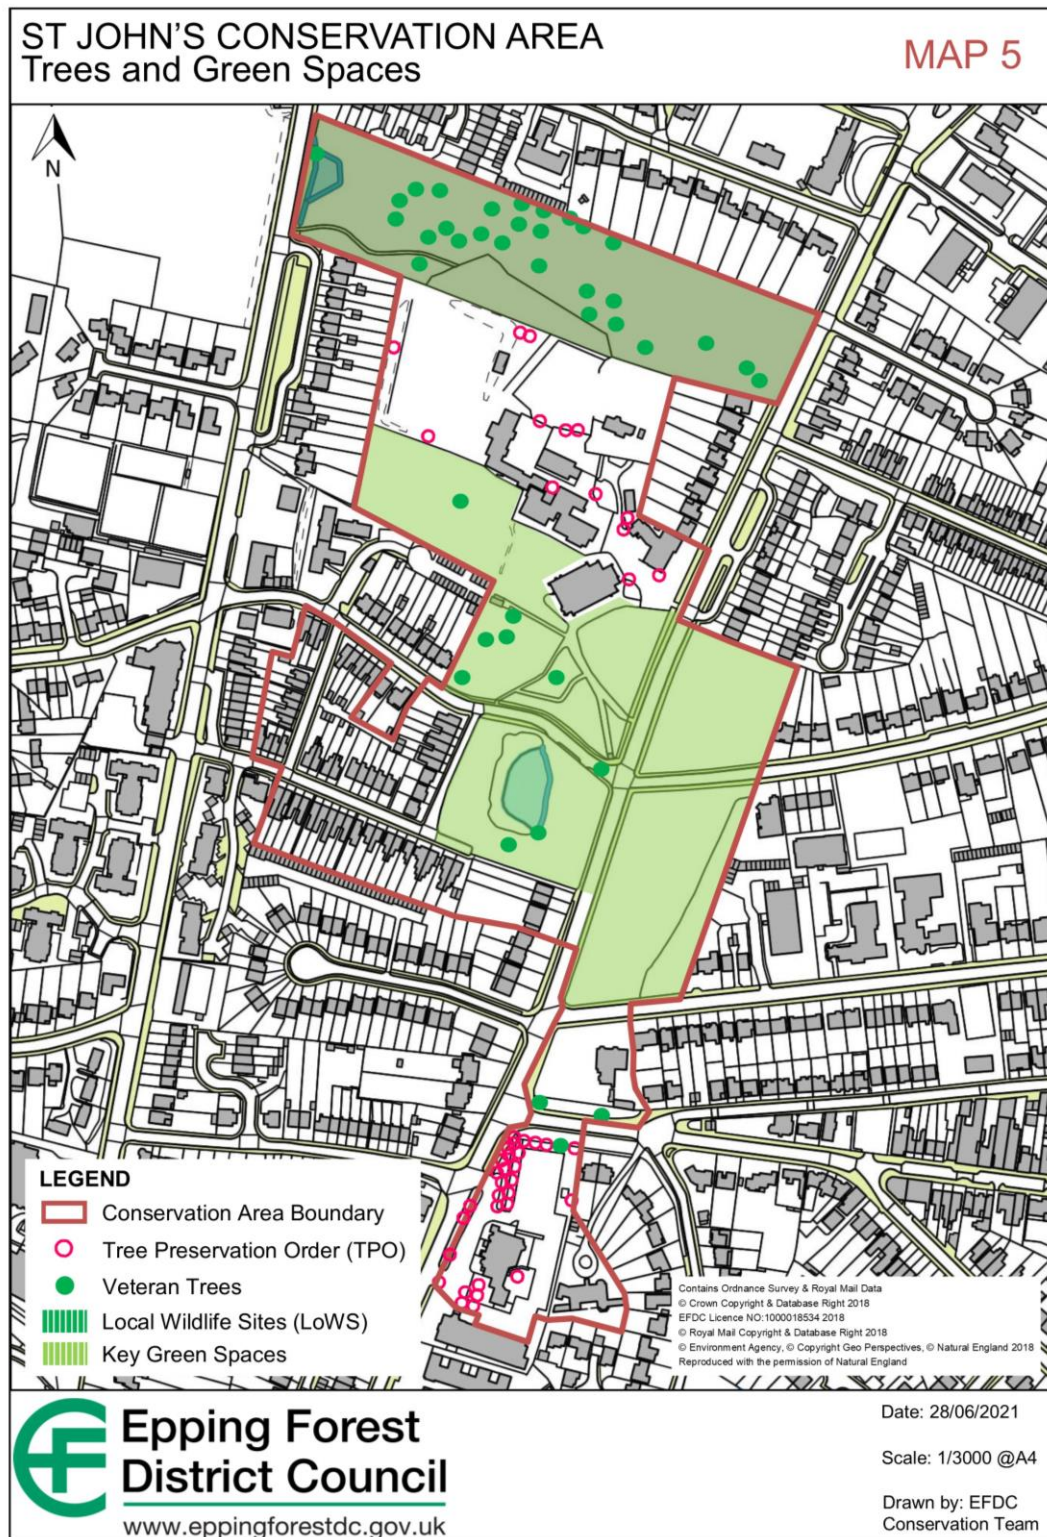 ST JOHN'S CONSERVATION AREA
Trees and Green Spaces
MAP 5
N
LEGEND
Conservation Area Boundary
Tree Preservation Order (TPO)
Veteran Trees
Local Wildlife Sites (LoWS)
Key Green Spaces
Contains Ordnance Survey & Royal Mail Data
© Crown Copyright & Database Right 2018
EFDC Licence NO:1000018534 2018
© Royal Mail Copyright & Database Right 2018
© Environment Agency, © Copyright Geo Perspectives, © Natural England 2018
Reproduced with the permission of Natural England
Epping Forest
District Council
www.eppingforestdc.gov.uk
Date: 28/06/2021
Scale: 1/3000 @A4
Drawn by: EFDC
Conservation Team